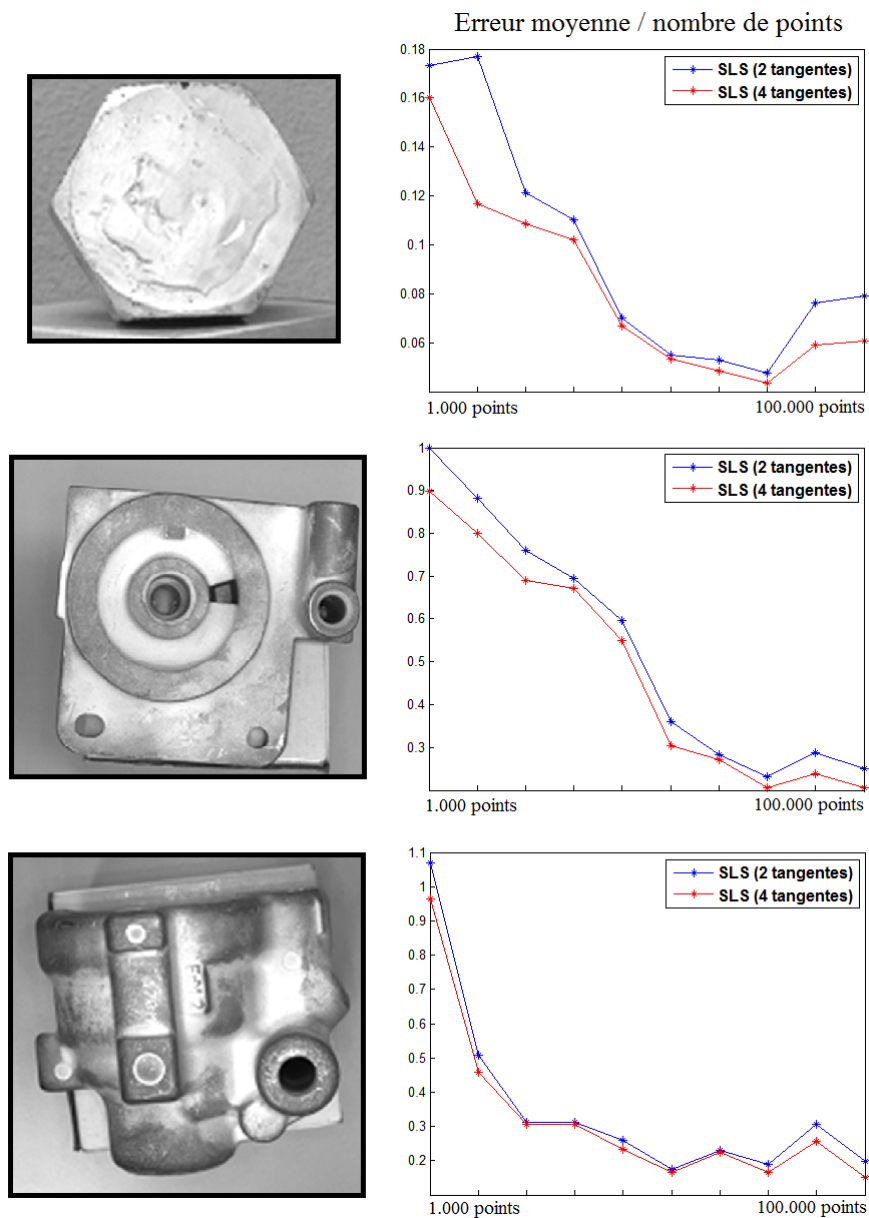 Erreur moyenne / nombre de points
SLS (2 tangentes)
SLS (4 tangentes)
0.18
0.16
0.14
0.12
0.1
0.08
0.06
1.000 points
100.000 points
SLS (2 tangentes)
SLS (4 tangentes)
1
0.9
0.8
0.7
0.6
0.5
0.4
0.3
1.000 points
100.000 points
SLS (2 tangentes)
SLS (4 tangentes)
1.1
1
0.9
0.8
0.7
0.6
0.5
0.4
0.3
0.2
1.000 points
100.000 points